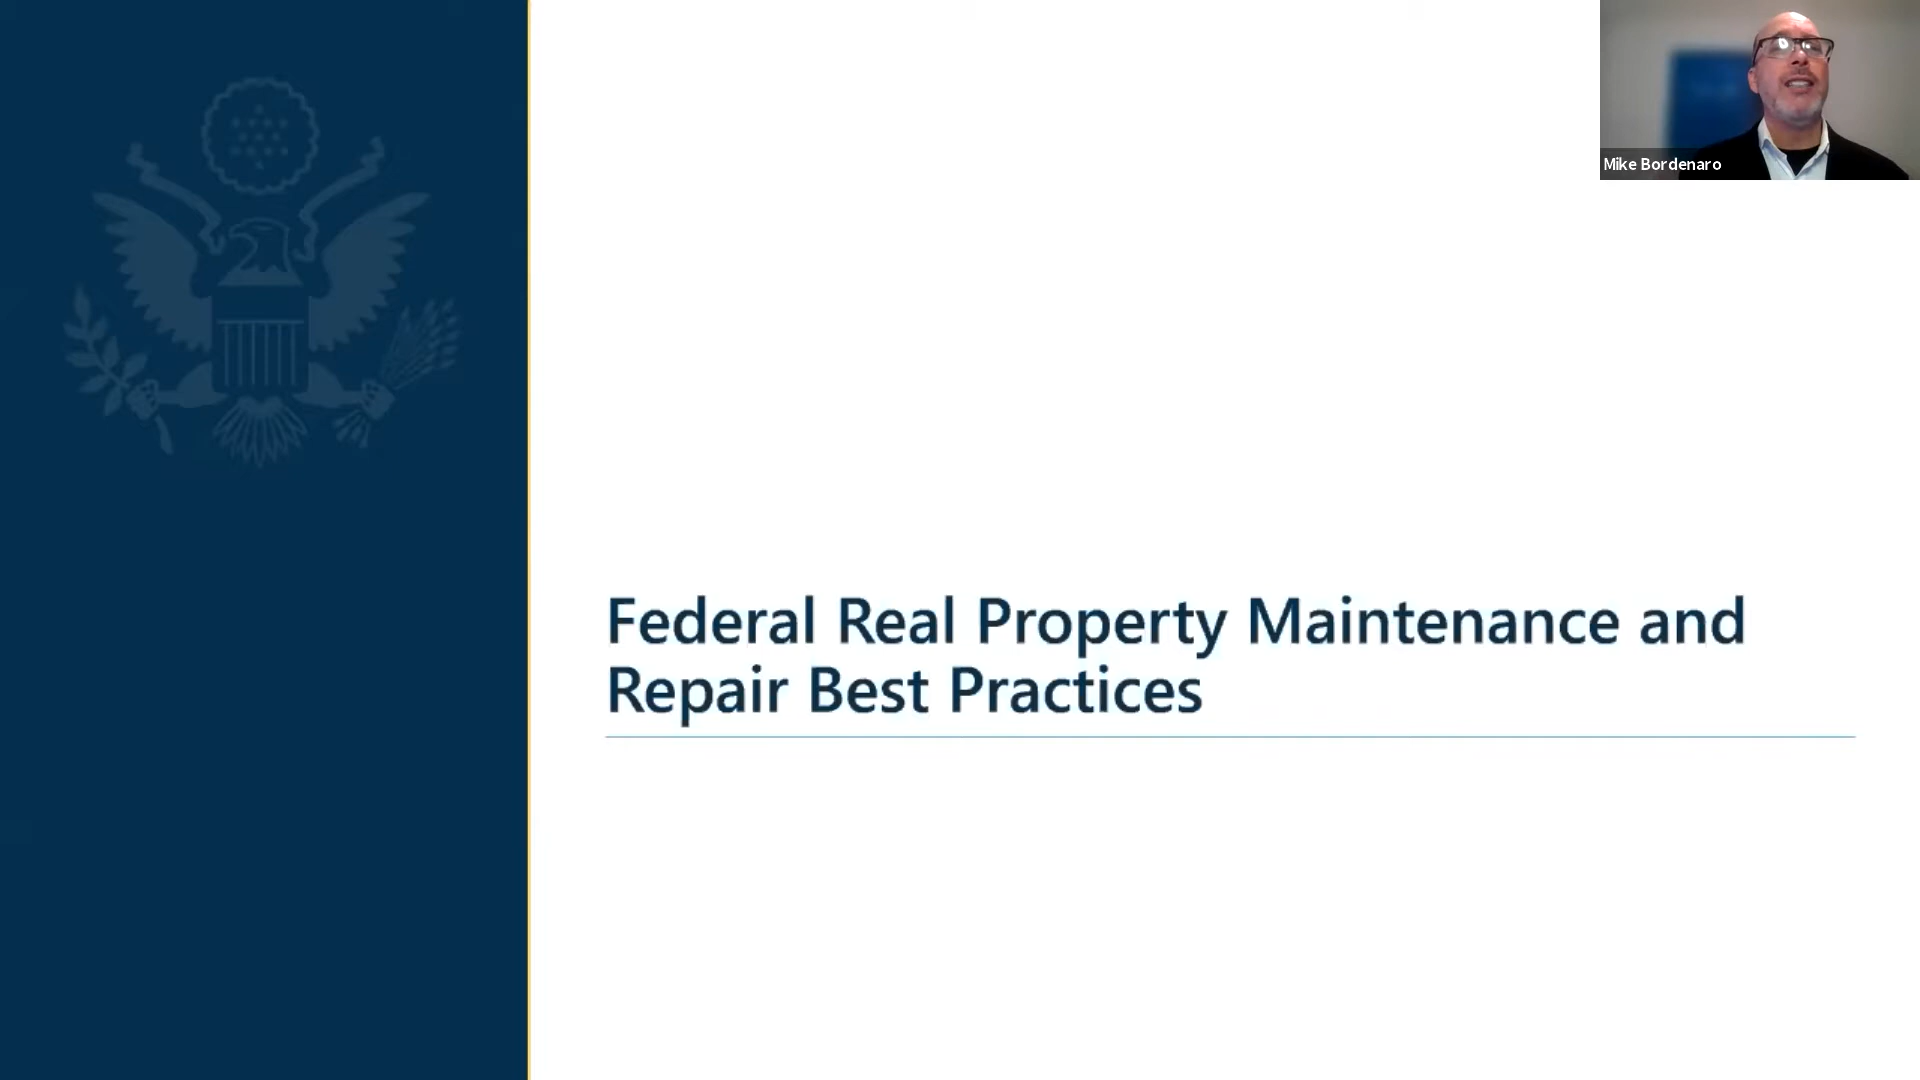 Mike Bordenaro
Federal Real Property Maintenance and
Repair Best Practices